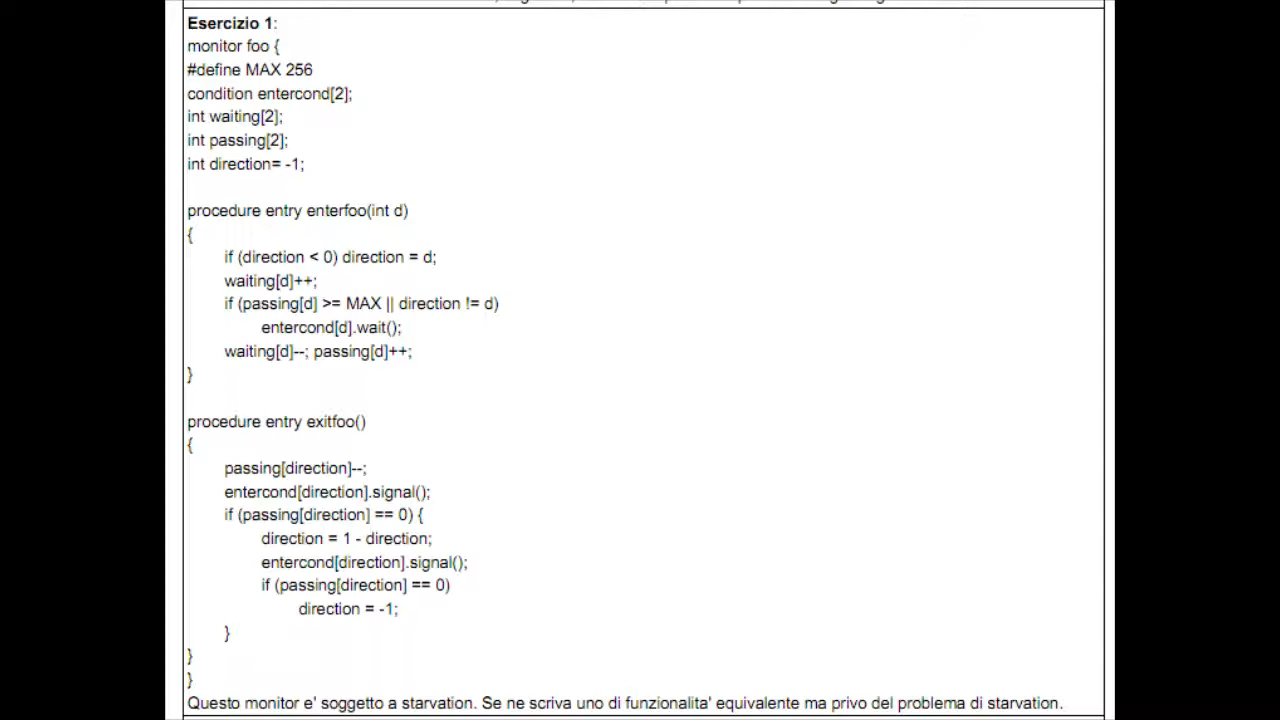 Esercizio 1:
monitor foo {
#define MAX 256
condition entercond[2];
int waiting[2];
int passing[2];
int direction= -1;
procedure entry enterfoo(int d)
{
if (direction < 0) direction = d;
waiting[d]++;
if (passing[d] >= MAX || direction != d)
entercond[d].wait();
waiting[d]--; passing[d]++;
}
procedure entry exitfoo()
{
passing[direction]--;
entercond[direction].signal();
if (passing[direction] == 0) {
direction = 1 - direction;
entercond[direction].signal();
if (passing[direction] == 0)
direction = -1;
}
}
}
Questo monitor e' soggetto a starvation. Se ne scriva uno di funzionalita' equivalente ma privo del problema di starvation.